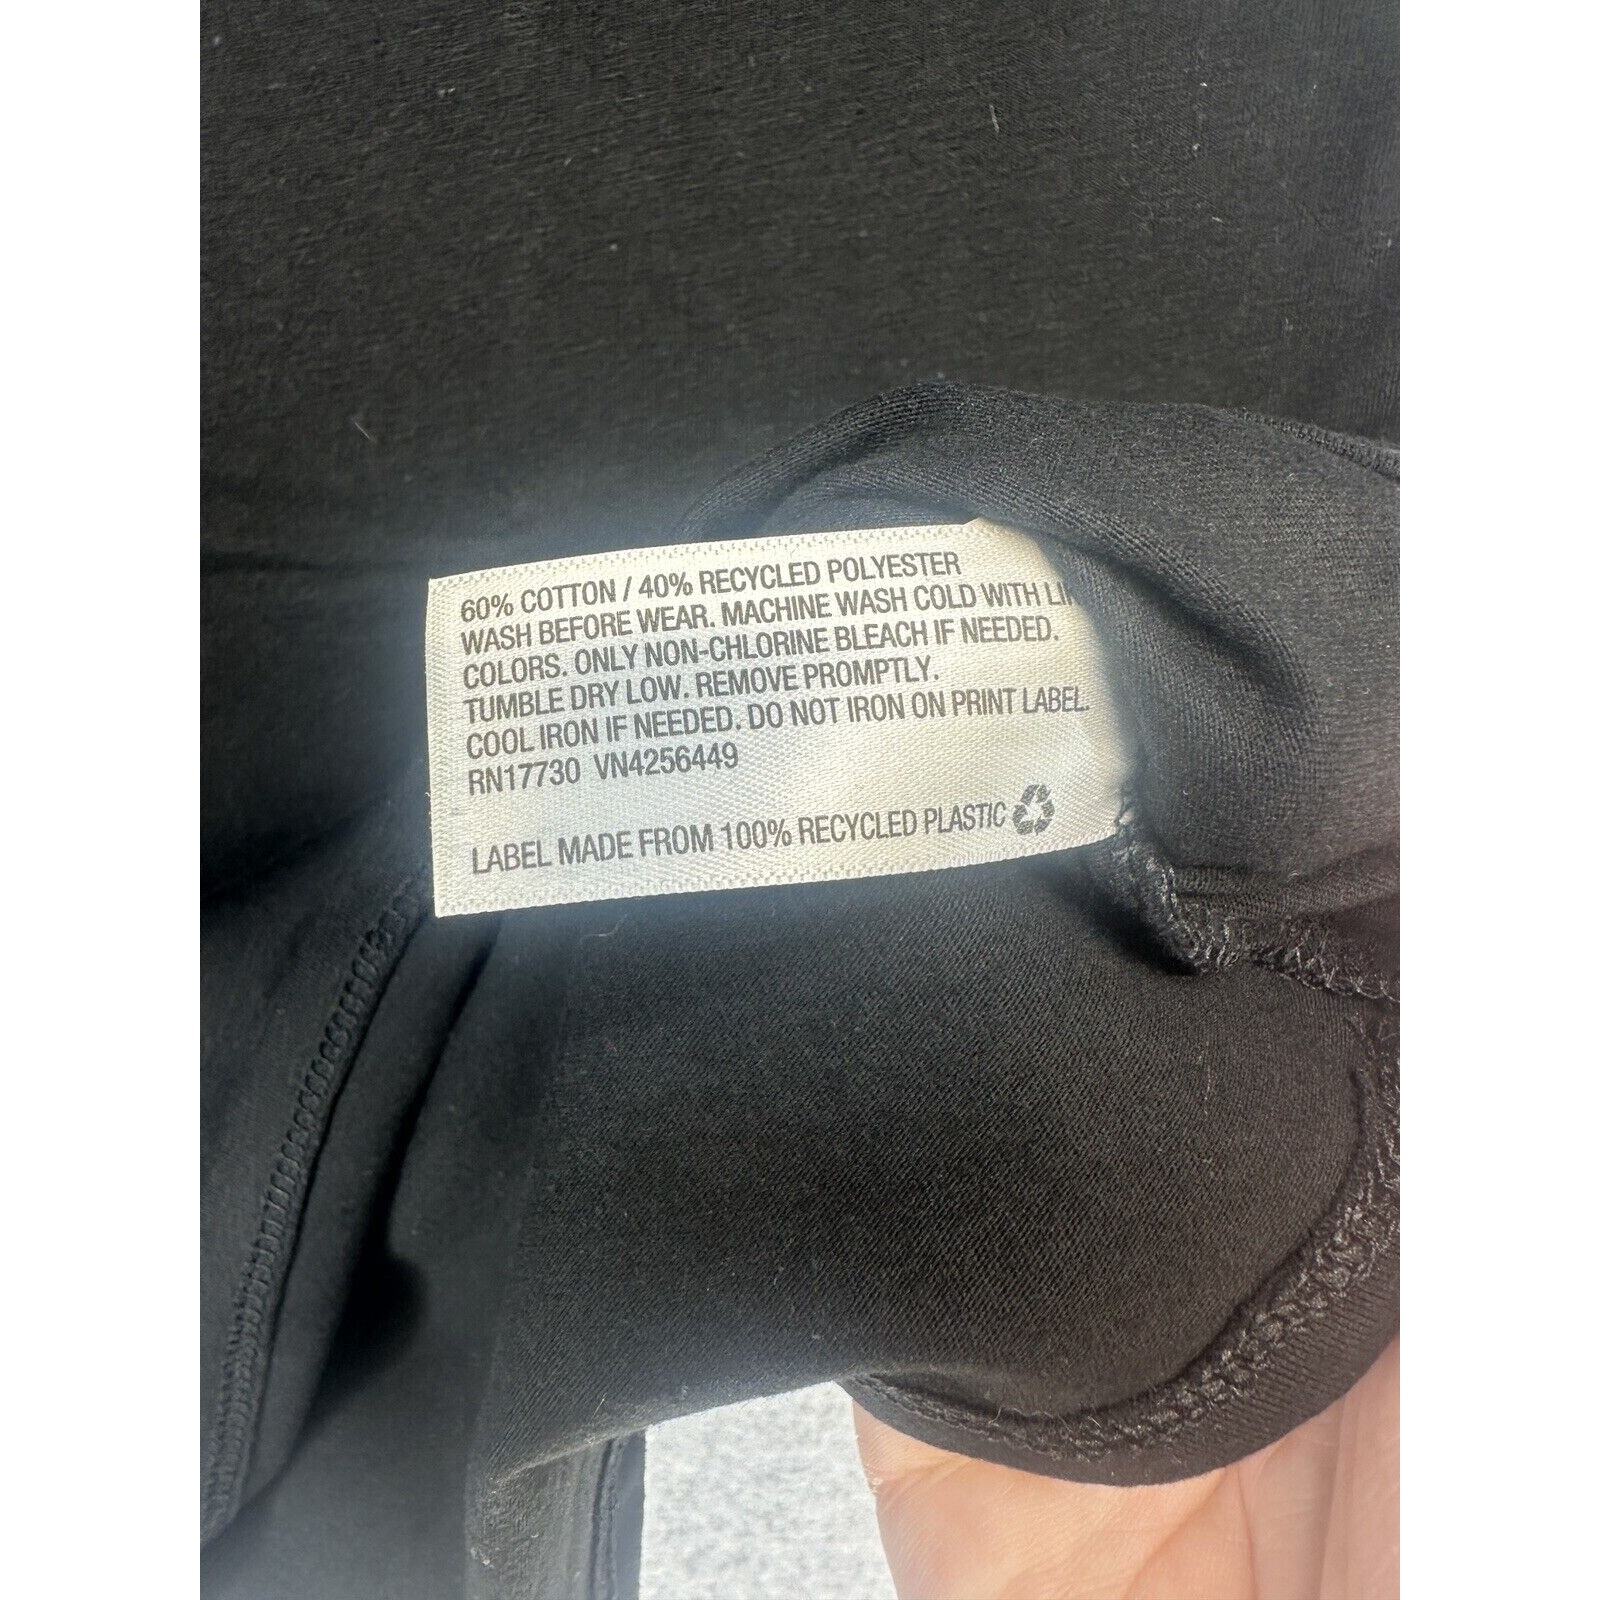 60% COTTON / 40% RECYCLED POLYESTER
WASH BEFORE WEAR. MACHINE WASH COLD WITH
COLORS. ONLY NON-CHLORINE BLEACH IF NEEDED.
TUMBLE DRY LOW. REMOVE PROMPTLY.
COOL IRON IF NEEDED. DO NOT IRON ON PRINT LABEL.
RN17730 VN4256449
LABEL MADE FROM 100% RECYCLED PLASTIC